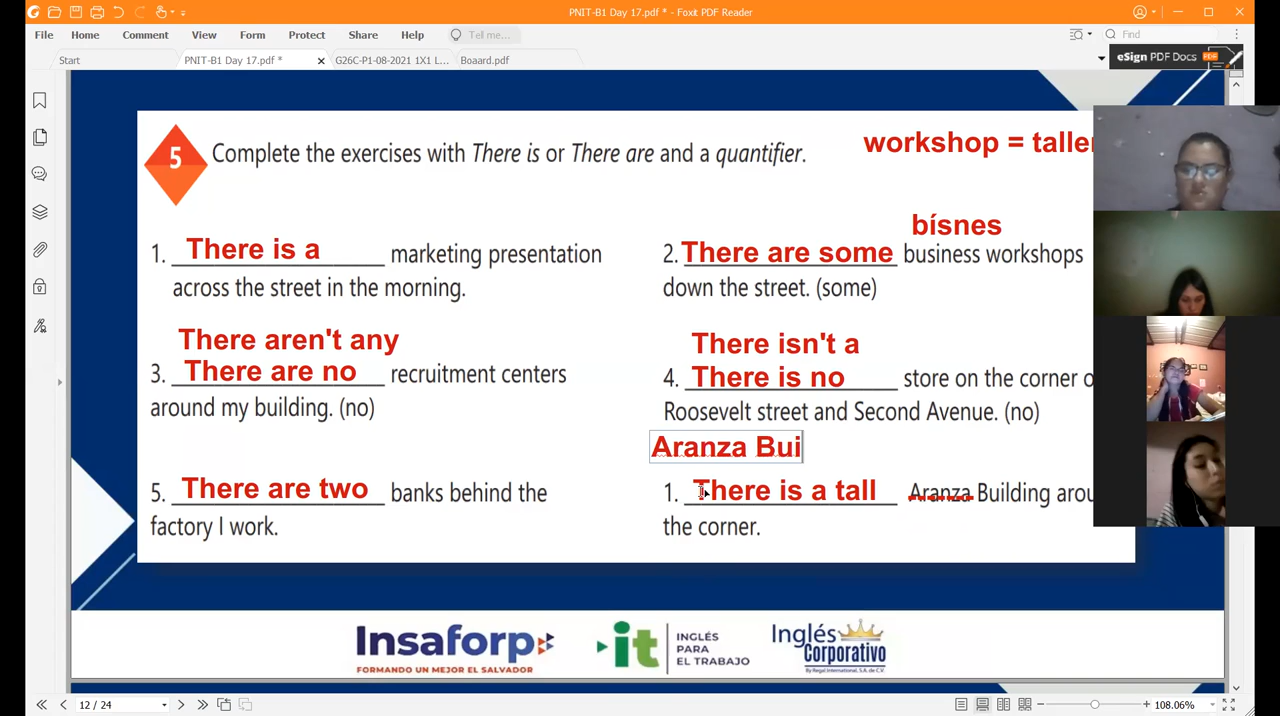 PNIT-B1 Day 17.pdf * - Foxit PDF Reader
File Home Comment View Form Protect Share Help Tell me... Find
Start PNIT-B1 Day 17.pdf * G26C-P1-08-2021 1X1 L... Boaard.pdf eSign PDF Docs
5 Complete the exercises with There is or There are and a quantifier.
workshop = taller
1. There is a marketing presentation
across the street in the morning.
bísnes
2. There are some business workshops
down the street. (some)
There aren't any
3. There are no recruitment centers
around my building. (no)
There isn't a
4. There is no store on the corner o
Roosevelt street and Second Avenue. (no)
5. There are two banks behind the
factory I work.
Aranza Bui
1. There is a tall Aranza Building arou
the corner.
Insaforp
FORMANDO UN MEJOR EL SALVADOR
it INGLÉS
PARA
EL TRABAJO
Inglés
Corporativo
By Regal International, S.A. de C.V.
12 / 24
108.06%